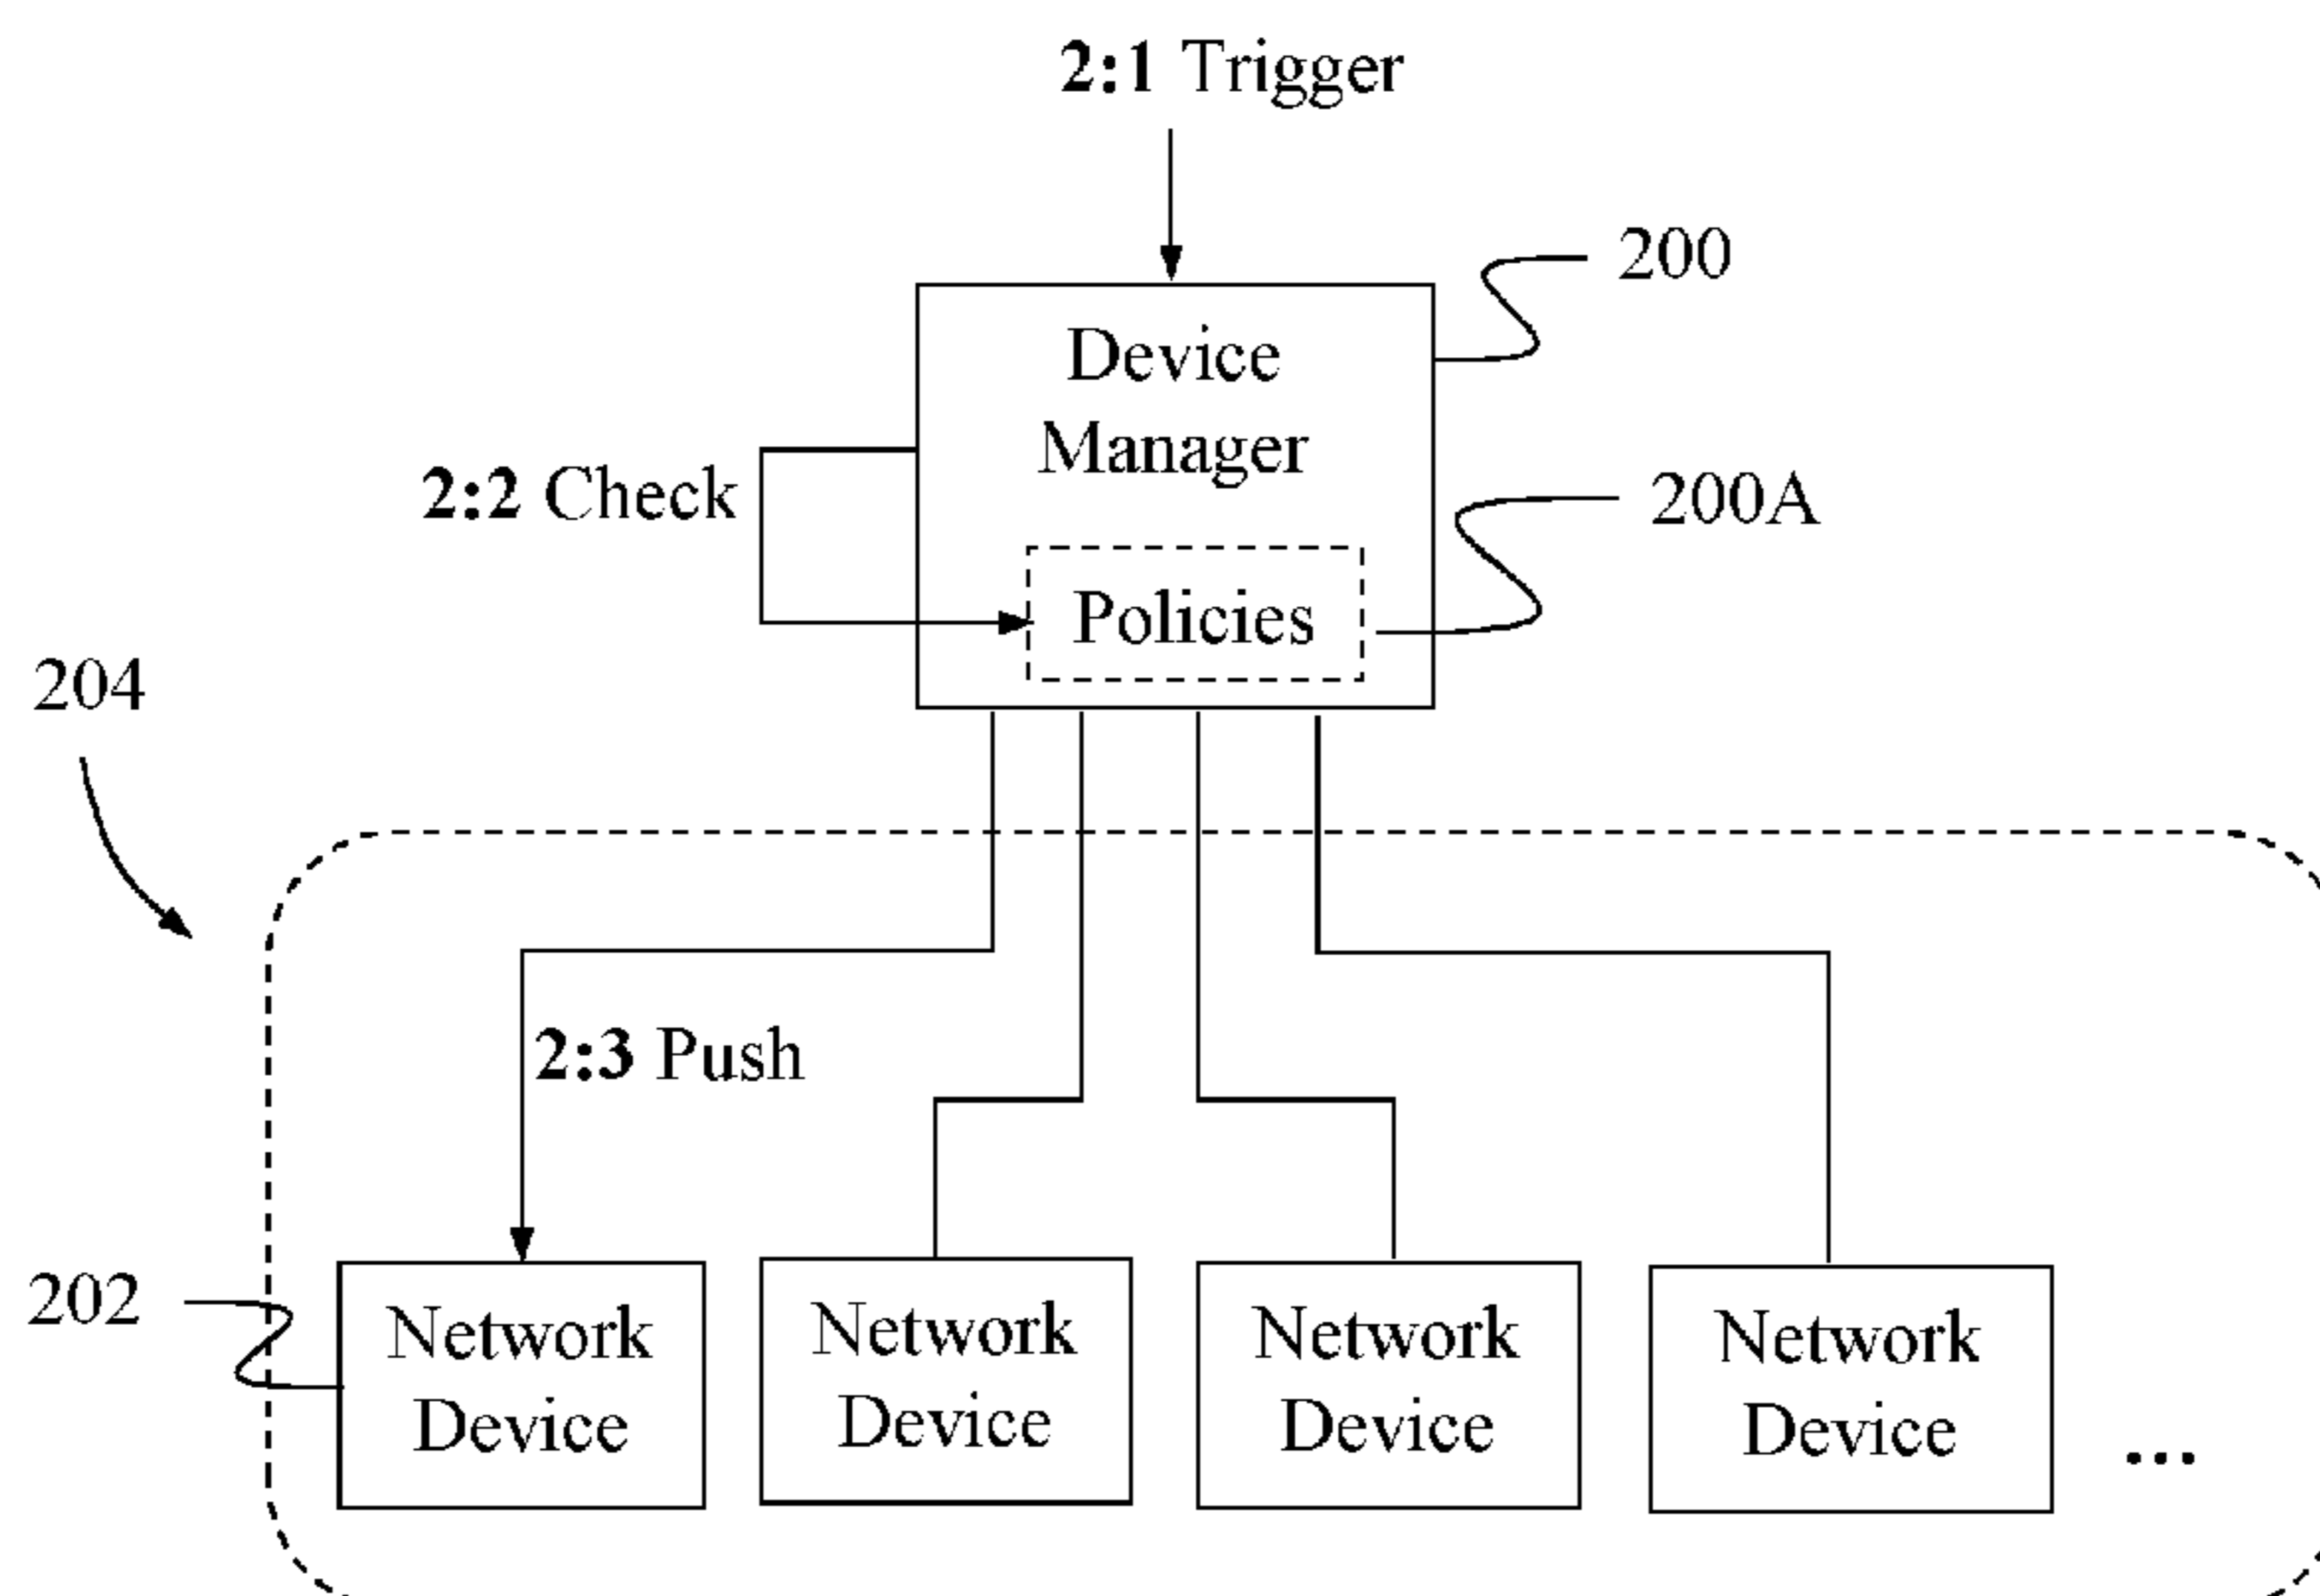 2:1 Trigger
200
Device
Manager
2:2 Check
200A
Policies
204
2:3 Push
202
Network
Device
Network
Device
Network
Device
Network
Device
...